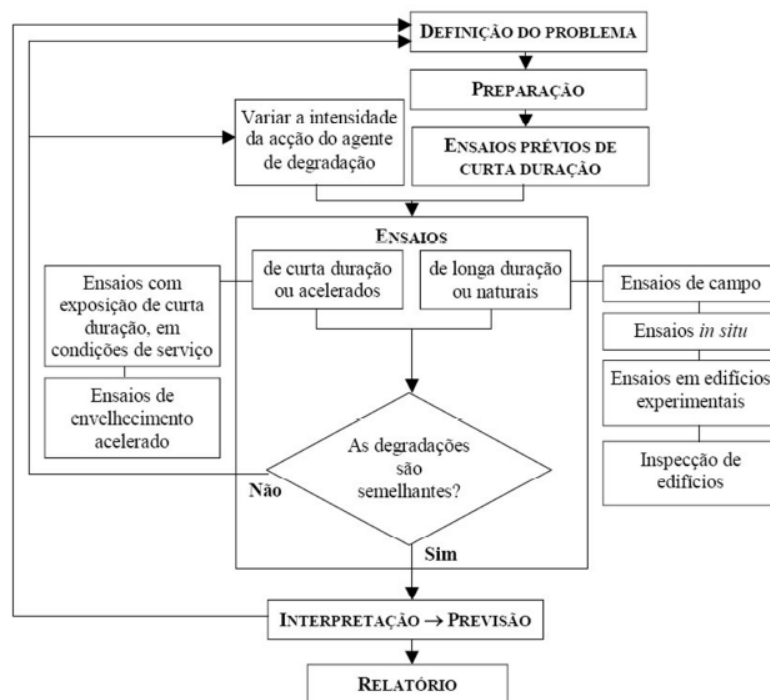 DEFINIÇÃO DO PROBLEMA
PREPARAÇÃO
Variar a intensidade
da acção do agente
de degradação
ENSAIOS PRÉVIOS DE
CURTA DURAÇÃO
ENSAIOS
de curta duração
ou acelerados
de longa duração
ou naturais
Ensaios com
exposição de curta
duração, em
condições de serviço
Ensaios de
envelhecimento
acelerado
Ensaios de campo
Ensaios in situ
Ensaios em edifícios
experimentais
Inspecção de
edifícios
As degradações
são
semelhantes?
Não
Sim
INTERPRETAÇÃO → PREVISÃO
RELATÓRIO